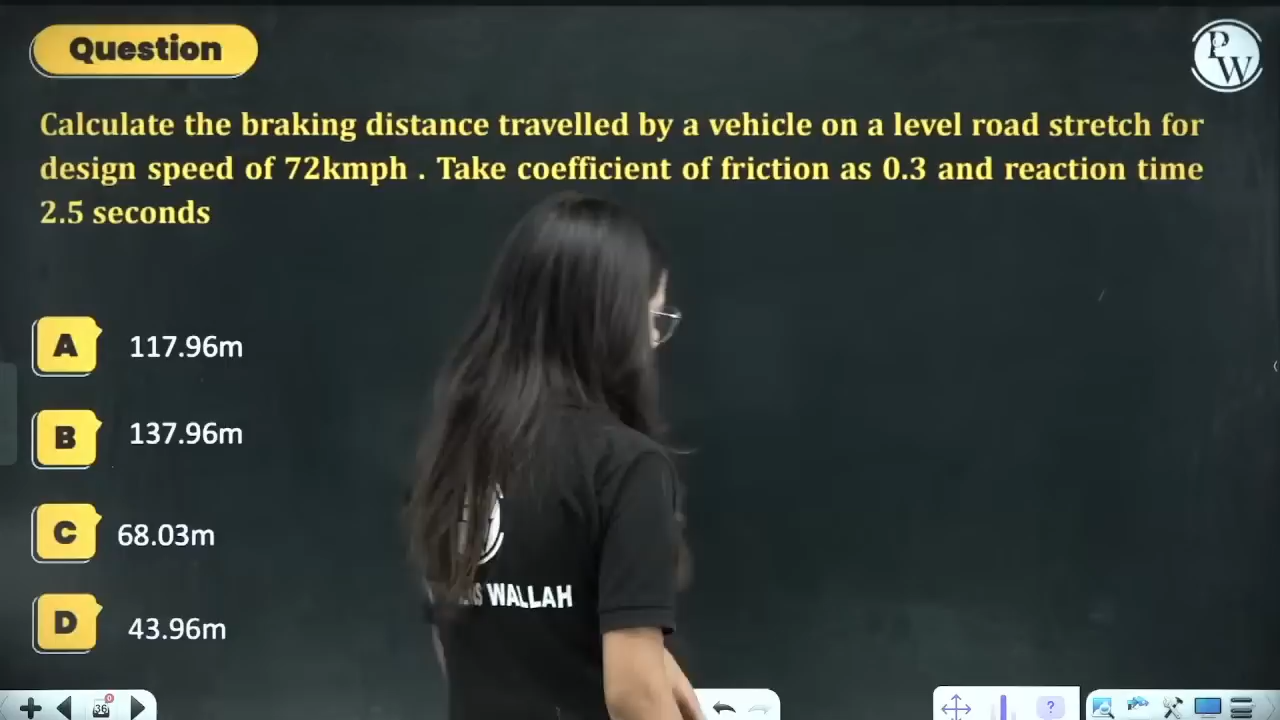 Question
PW
Calculate the braking distance travelled by a vehicle on a level road stretch for
design speed of 72kmph . Take coefficient of friction as 0.3 and reaction time
2.5 seconds
A 117.96m
B 137.96m
C 68.03m
D 43.96m
WALLAH
36
?